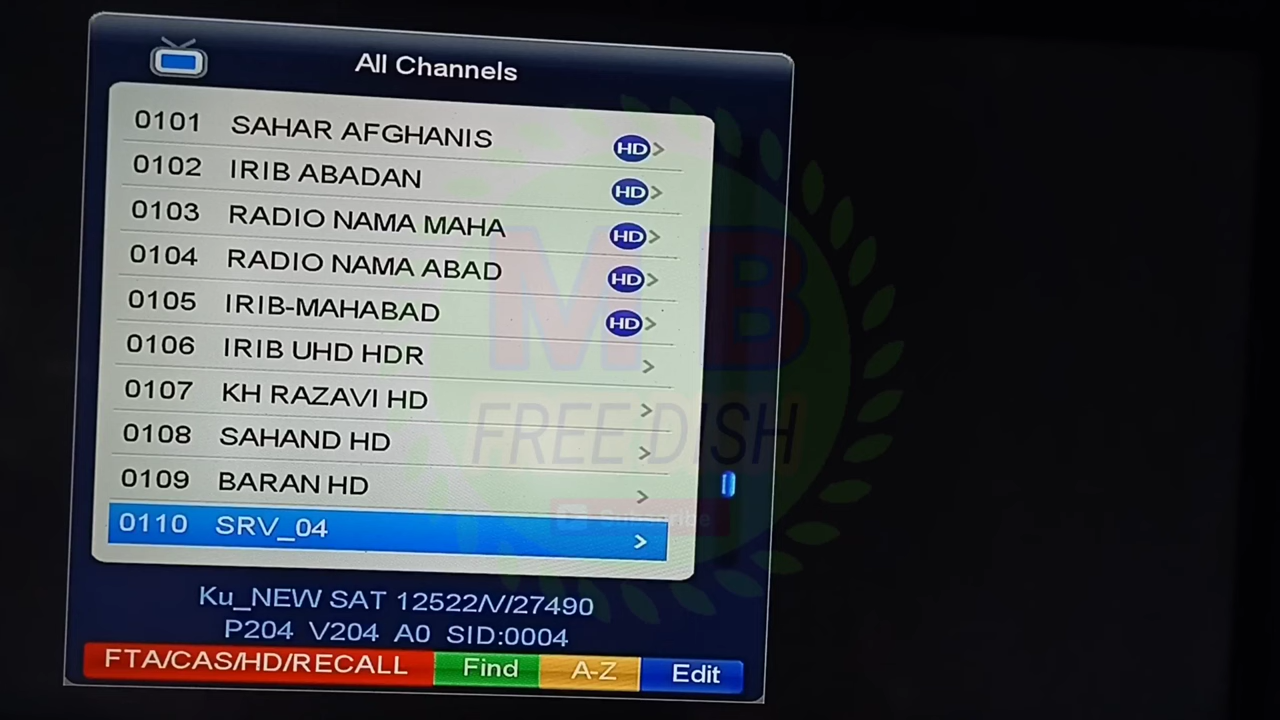 All Channels
0101 SAHAR AFGHANIS HD >
0102 IRIB ABADAN HD >
0103 RADIO NAMA MAHA HD >
0104 RADIO NAMA ABAD HD >
0105 IRIB-MAHABAD HD >
0106 IRIB UHD HDR >
0107 KH RAZAVI HD >
0108 SAHAND HD >
0109 BARAN HD >
0110 SRV_04 >
MB
FREE DISH
Subscribe
Ku_NEW SAT 12522/V/27490
P204 V204 A0 SID:0004
FTA/CAS/HD/RECALL Find A-Z Edit